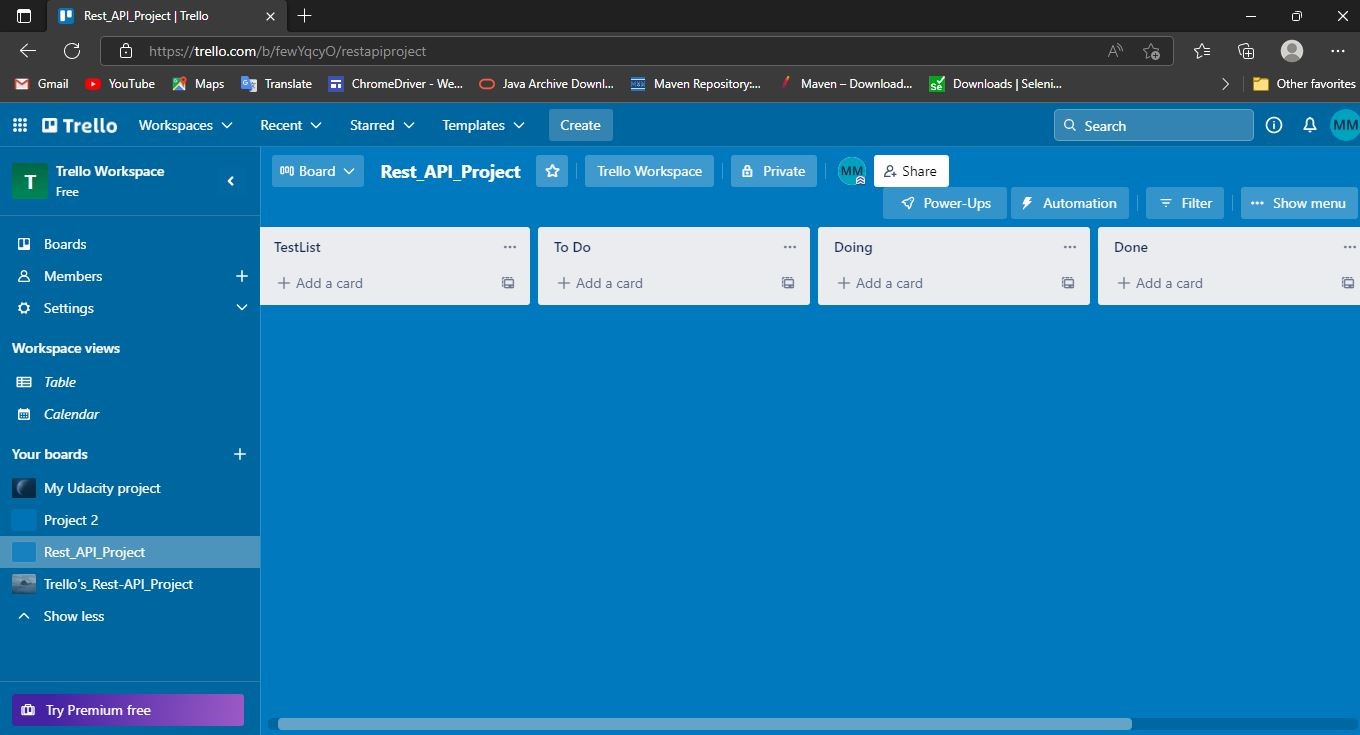 Rest_API_Project | Trello
https://trello.com/b/fewYqcyO/restapiproject
Gmail YouTube Maps Translate ChromeDriver - We... Java Archive Downl... Maven Repository:... Maven – Download... Downloads | Seleni... Other favorites
Trello Workspaces Recent Starred Templates Create Search MM
T Trello Workspace
Free
Board Rest_API_Project Trello Workspace Private MM Share
Power-Ups Automation Filter Show menu
Boards
Members
Settings
Workspace views
Table
Calendar
Your boards
My Udacity project
Project 2
Rest_API_Project
Trello's_Rest-API_Project
Show less
Try Premium free
TestList To Do Doing Done
Add a card Add a card Add a card Add a card